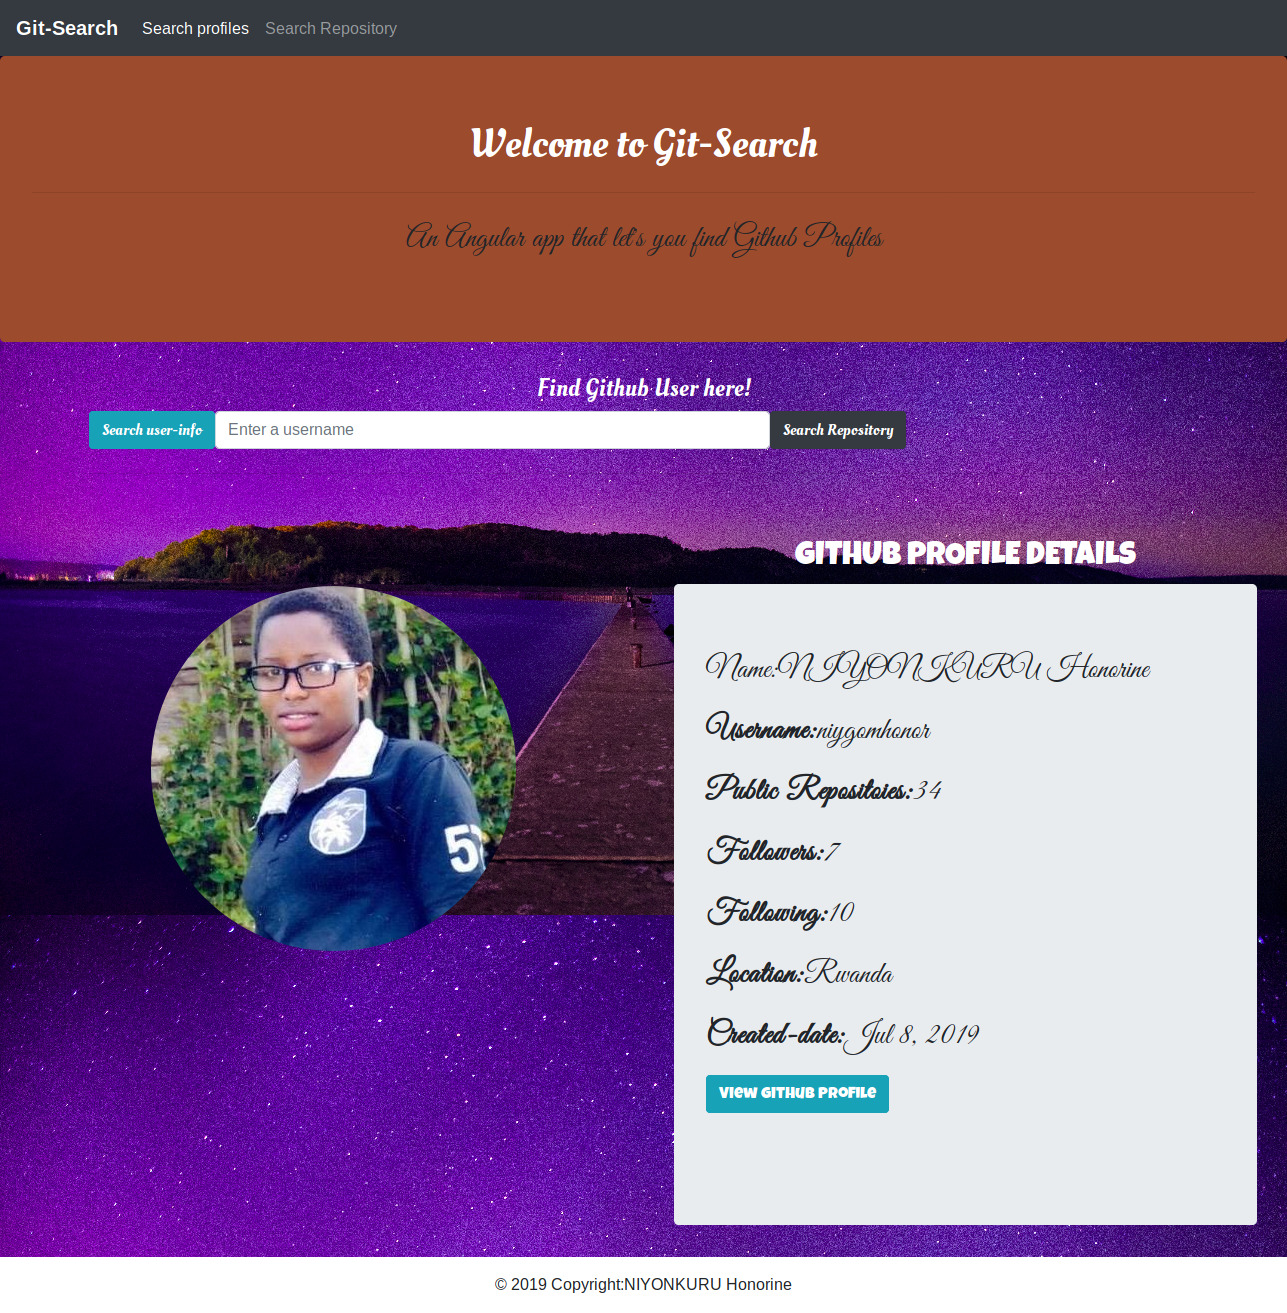 Git-Search Search profiles Search Repository
Welcome to Git-Search
An Angular app that let's you find Github Profiles
Find Github User here!
Search user-info Enter a username Search Repository
GITHUB PROFILE DETAILS
Name:NIYONKURU Honorine
Username:niygomhonor
Public Repositoies:34
Followers:7
Following:10
Location:Rwanda
Created-date:Jul 8, 2019
View GitHub Profile
57
© 2019 Copyright:NIYONKURU Honorine